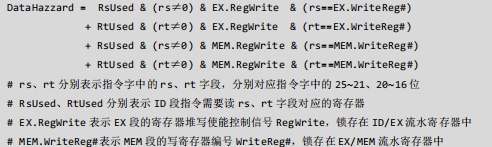 DataHazzard = RsUsed & (rs≠0) & EX.RegWrite & (rs==EX.WriteReg#)
+ RtUsed & (rt≠0) & EX.RegWrite & (rt==EX.WriteReg#)
+ RsUsed & (rs≠0) & MEM.RegWrite & (rs==MEM.WriteReg#)
+ RtUsed & (rt≠0) & MEM.RegWrite & (rt==MEM.WriteReg#)
# rs、rt 分别表示指令字中的 rs、rt 字段，分别对应指令字中的 25~21、20~16 位
# RsUsed、RtUsed 分别表示 ID 段指令需要读 rs、rt 字段对应的寄存器
# EX.RegWrite 表示 EX 段的寄存器堆写使能控制信号 RegWrite，锁存在 ID/EX 流水寄存器中
# MEM.WriteReg#表示 MEM 段的写寄存器编号 WriteReg#，锁存在 EX/MEM 流水寄存器中